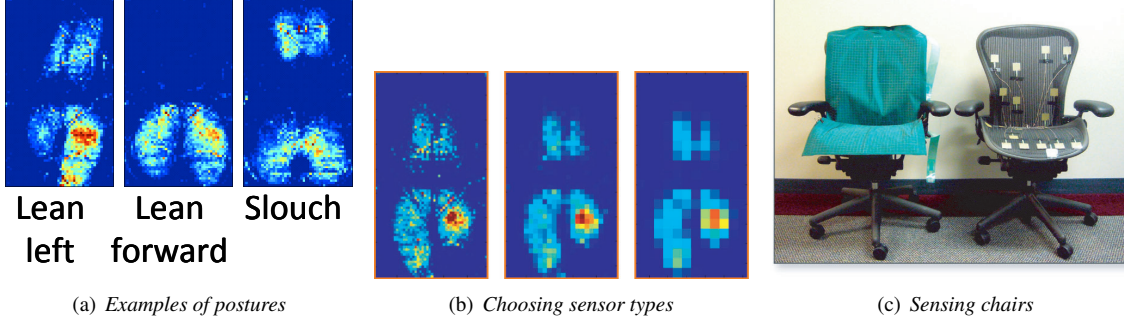 Lean left
Lean forward
Slouch
(a) Examples of postures
(b) Choosing sensor types
(c) Sensing chairs